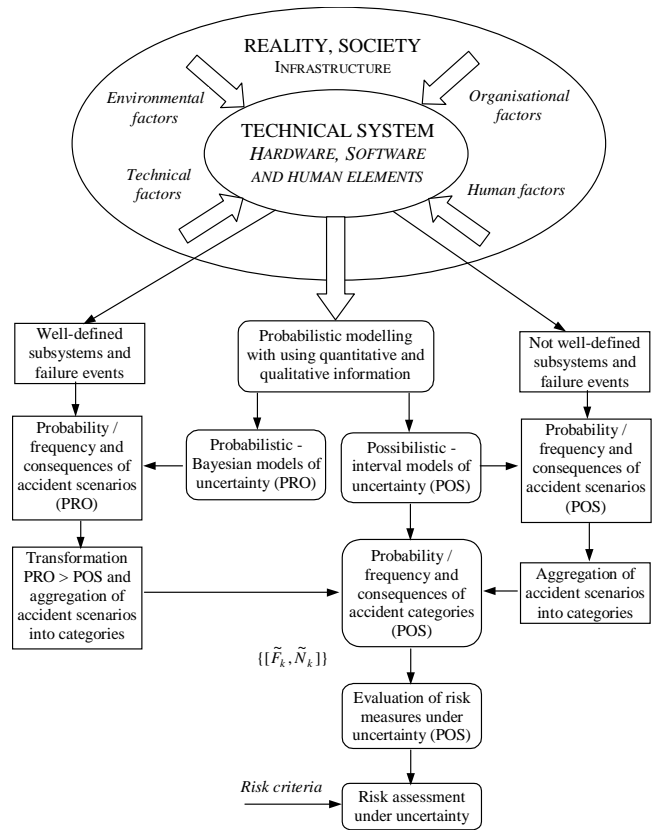 REALITY, SOCIETY
INFRASTRUCTURE
Environmental
factors
Organisational
factors
TECHNICAL SYSTEM
HARDWARE, SOFTWARE
AND HUMAN ELEMENTS
Technical
factors
Human factors
Well-defined
subsystems and
failure events
Probabilistic modelling
with using quantitative and
qualitative information
Not well-defined
subsystems and
failure events
Probability /
frequency and
consequences of
accident scenarios
(PRO)
Probabilistic -
Bayesian models of
uncertainty (PRO)
Possibilistic -
interval models of
uncertainty (POS)
Probability /
frequency and
consequences of
accident scenarios
(POS)
Transformation
PRO > POS and
aggregation of
accident scenarios
into categories
Probability /
frequency and
consequences of
accident categories
(POS)
Aggregation of
accident scenarios
into categories
{[F̃k, Ñk]}
Evaluation of risk
measures under
uncertainty (POS)
Risk criteria
Risk assessment
under uncertainty